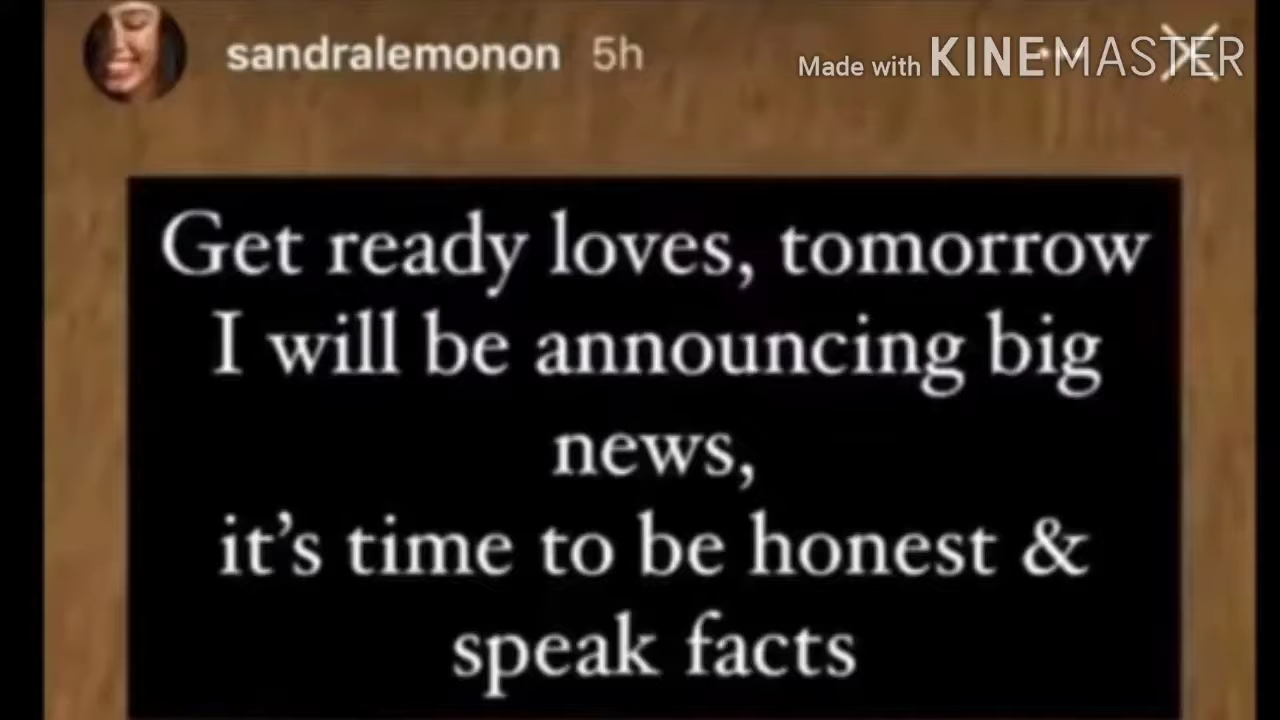 sandralemonon 5h
Made with KINEMASTER
Get ready loves, tomorrow
I will be announcing big
news,
it's time to be honest &
speak facts